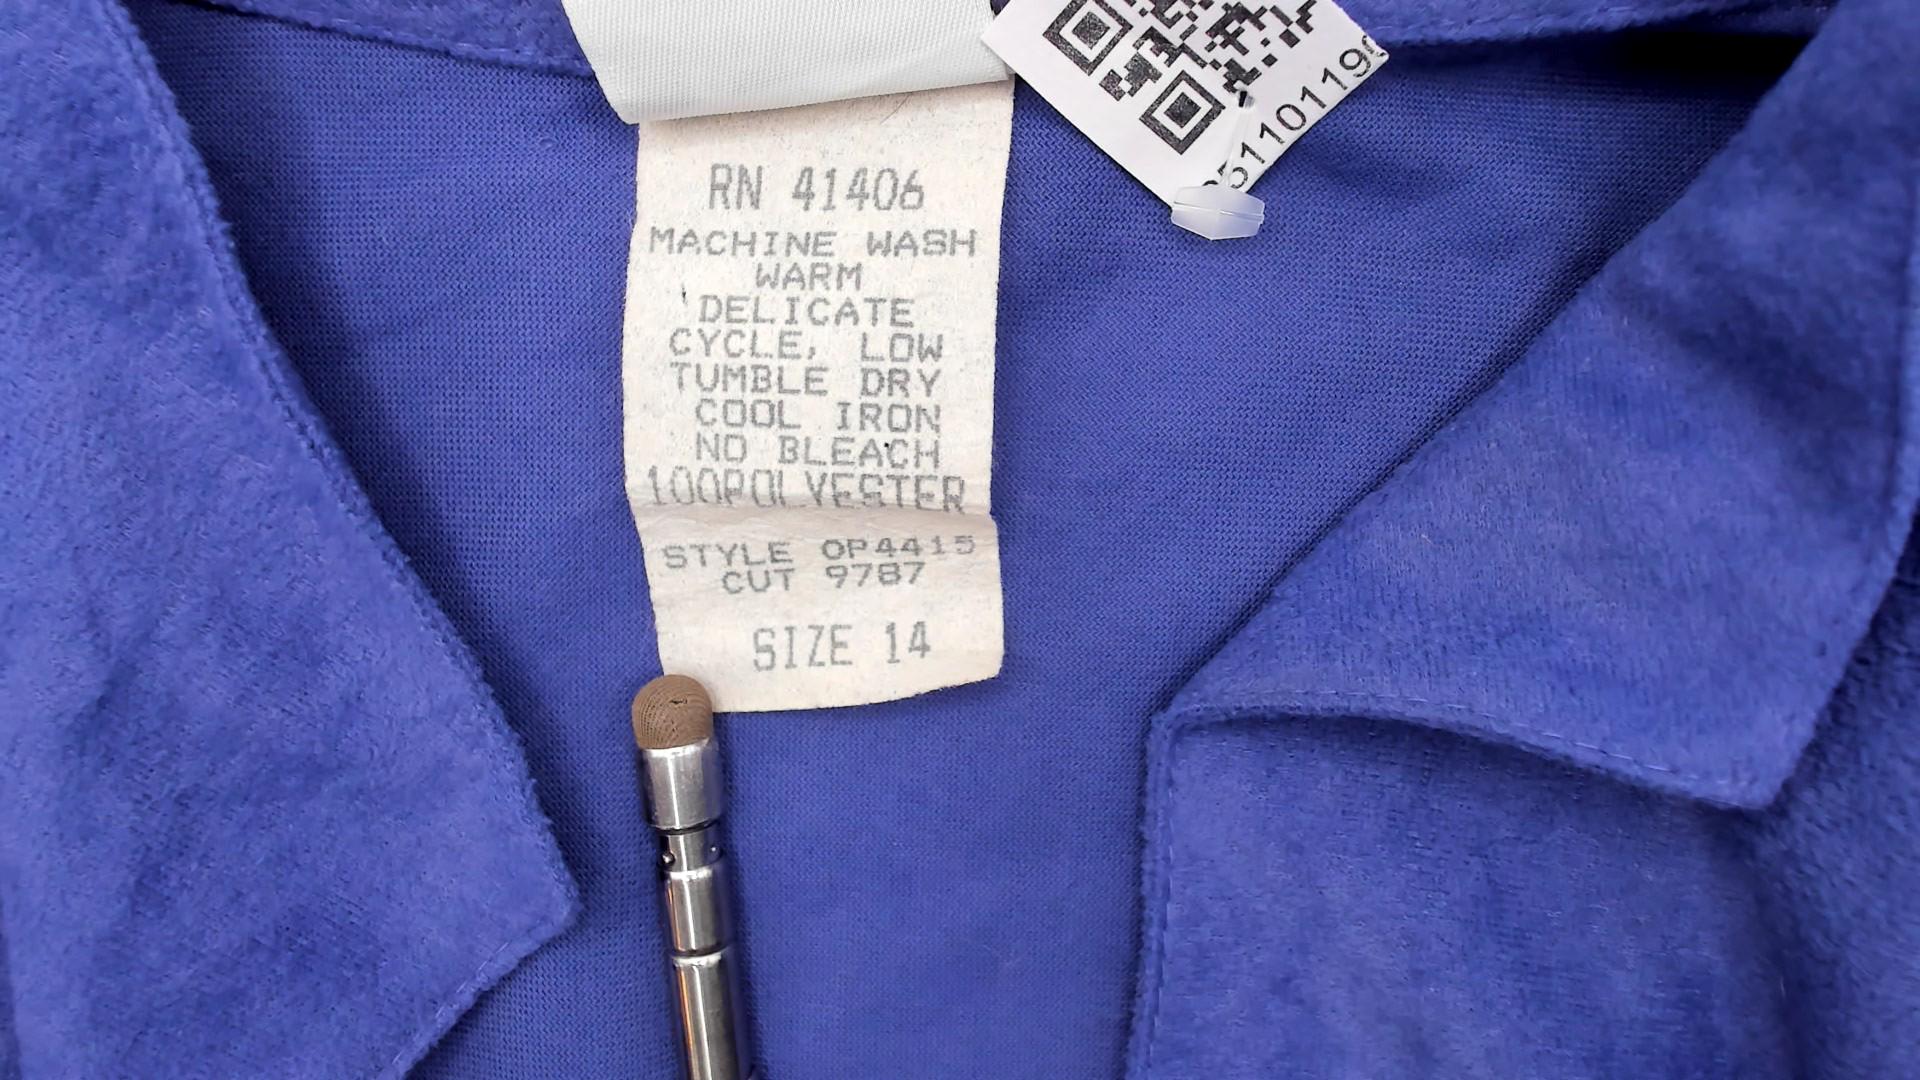 RN 41406
MACHINE WASH
WARM
DELICATE
CYCLE, LOW
TUMBLE DRY
COOL IRON
NO BLEACH
100POLYESTER
STYLE OP4415
CUT 9787
SIZE 14